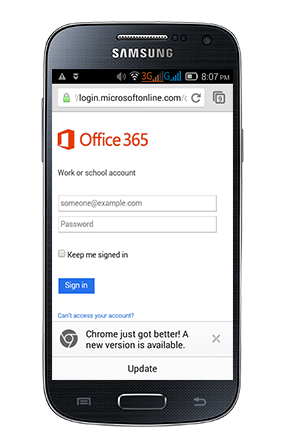 SAMSUNG
3G G 8:07 PM
login.microsoftonline.com/
9
Office 365
Work or school account
someone@example.com
Password
Keep me signed in
Sign in
Can't access your account?
Chrome just got better! A
new version is available.
Update